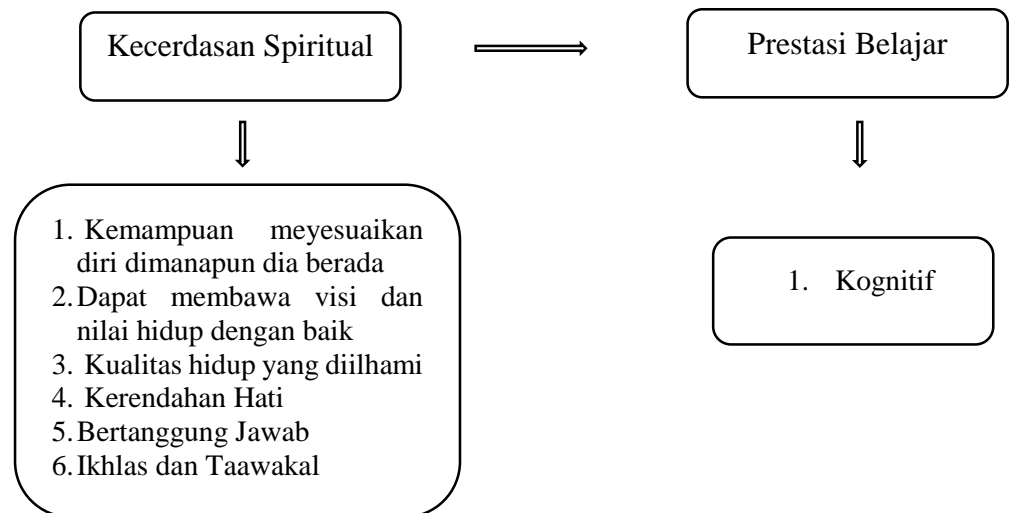 Kecerdasan Spiritual
Prestasi Belajar
1. Kemampuan meyesuaikan
diri dimanapun dia berada
2. Dapat membawa visi dan
nilai hidup dengan baik
3. Kualitas hidup yang diilhami
4. Kerendahan Hati
5. Bertanggung Jawab
6. Ikhlas dan Taawakal
1. Kognitif